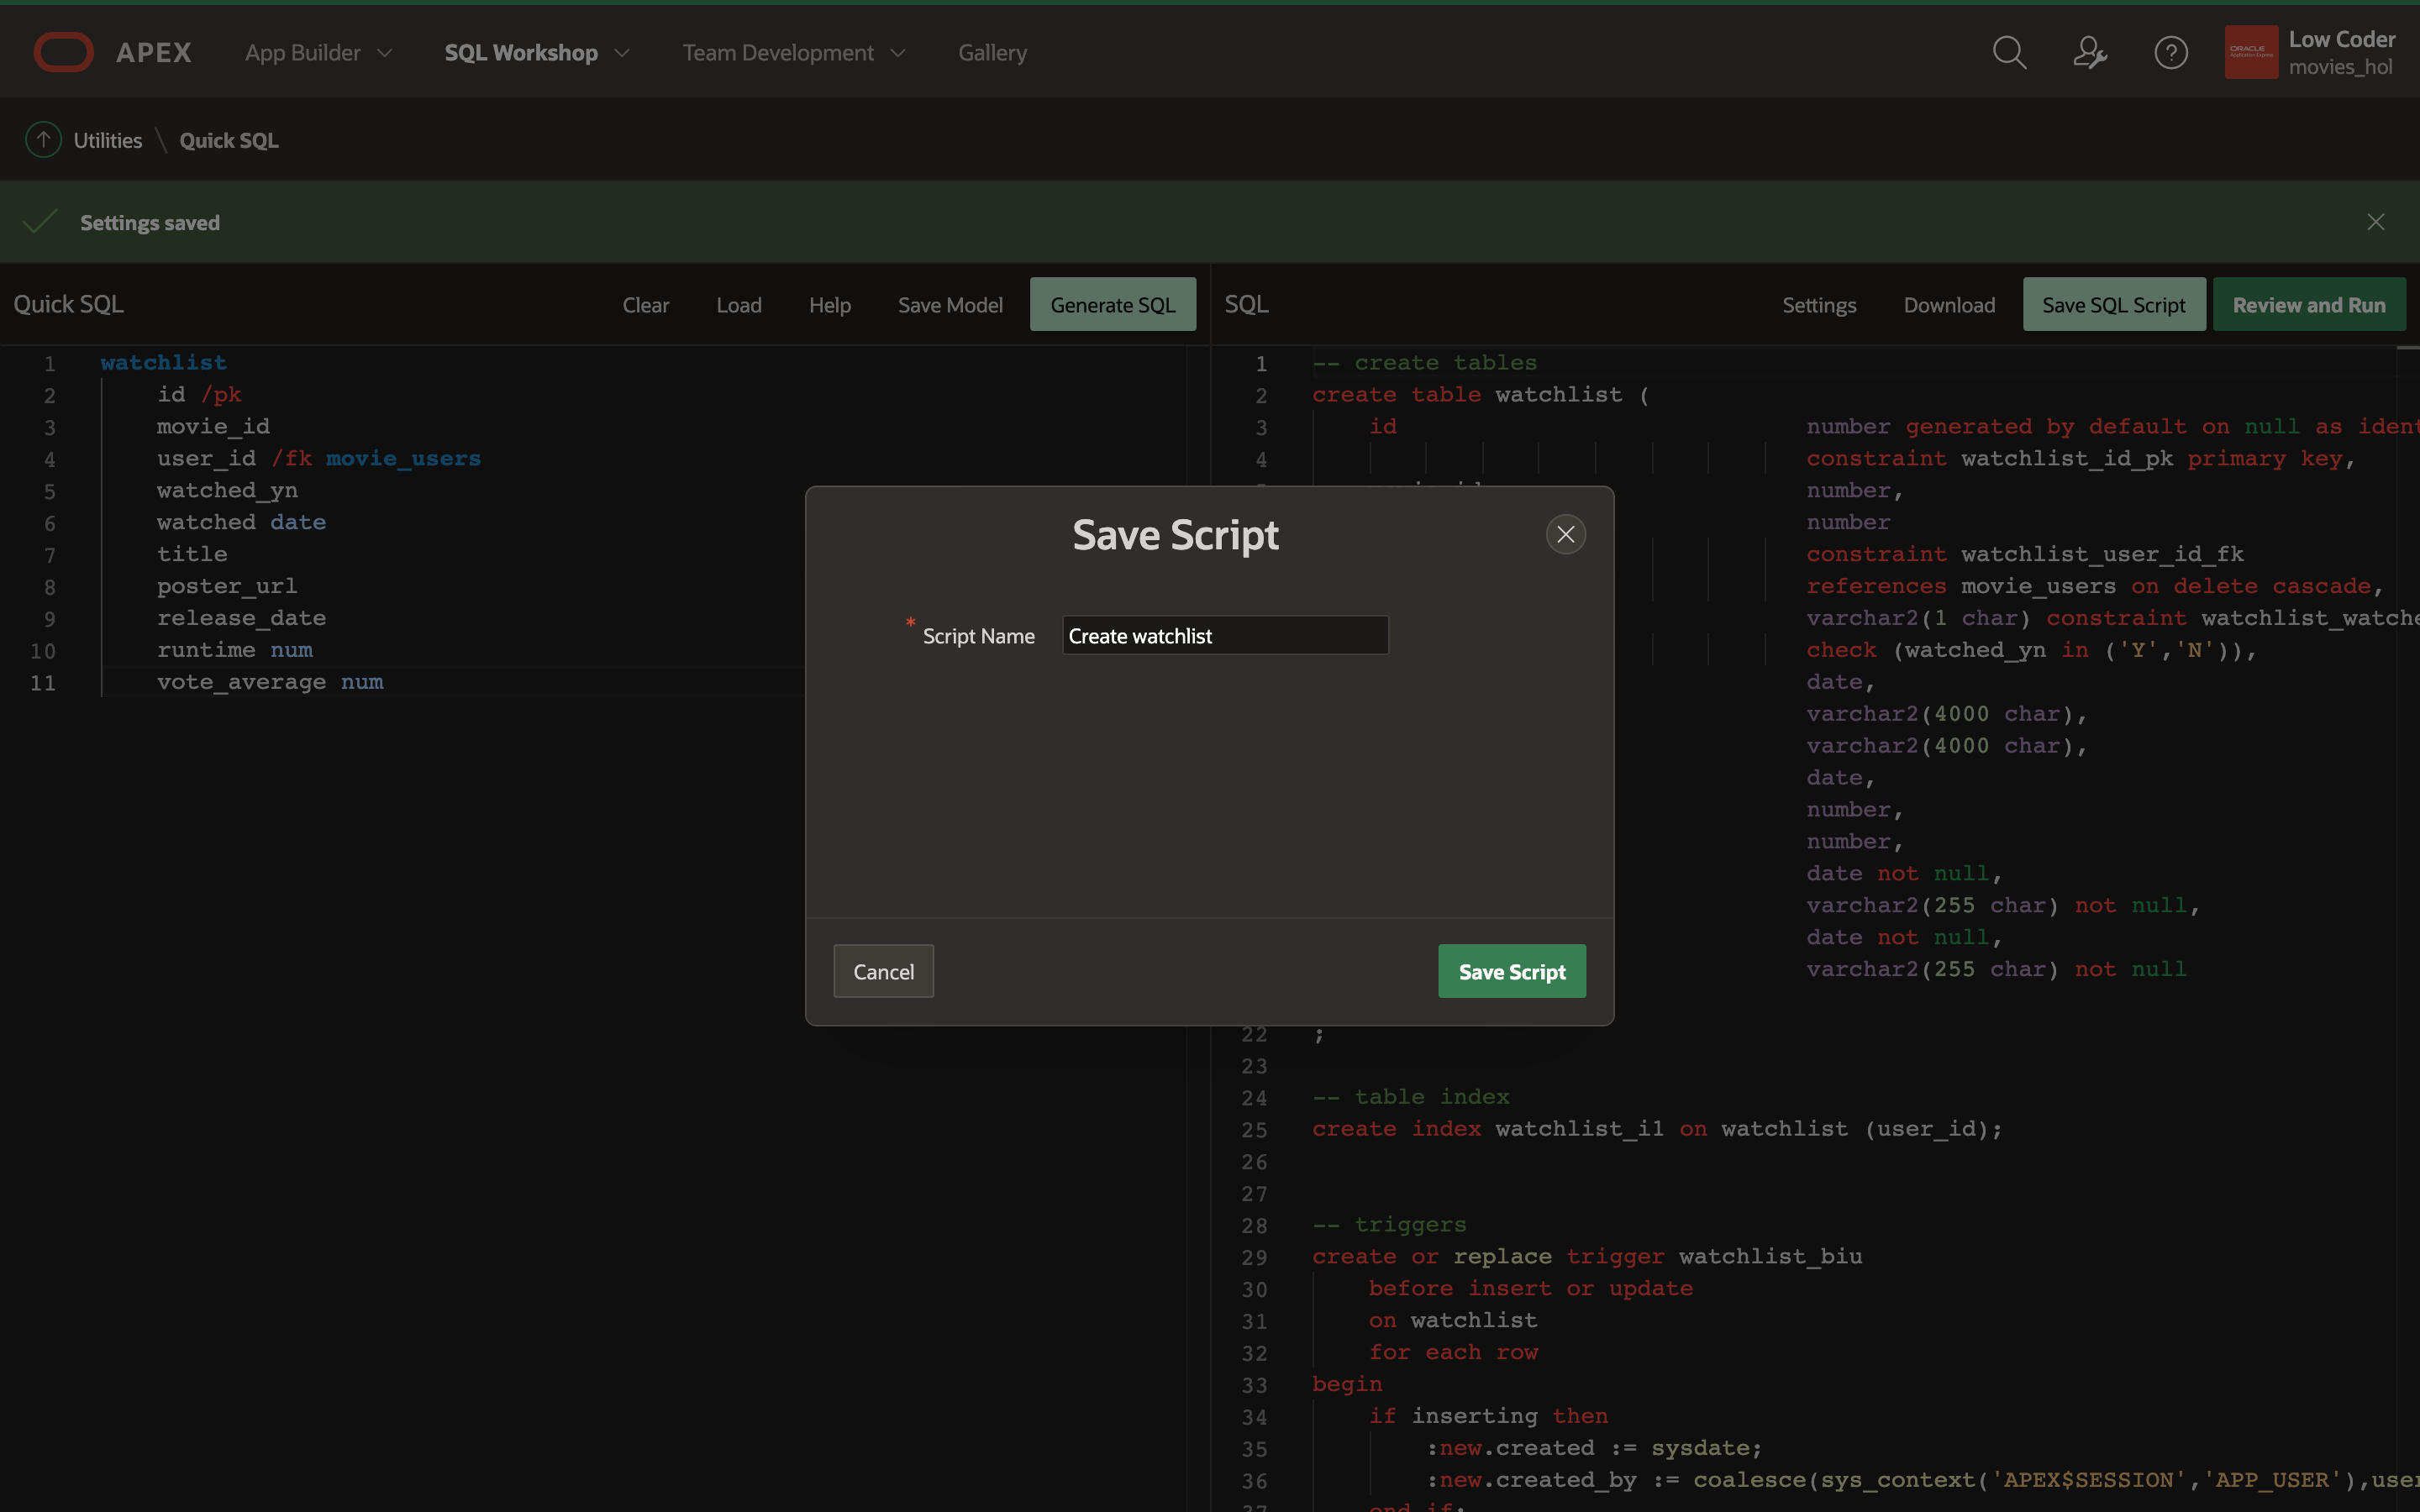 APEX App Builder SQL Workshop Team Development Gallery
ORACLE
Low Coder
movies_hol
Utilities \ Quick SQL
Settings saved
Quick SQL Clear Load Help Save Model Generate SQL
1 watchlist
2 id /pk
3 movie_id
4 user_id /fk movie_users
5 watched_yn
6 watched date
7 title
8 poster_url
9 release_date
10 runtime num
11 vote_average num
SQL Settings Download Save SQL Script Review and Run
1 -- create tables
2 create table watchlist (
3 id number generated by default on null as ident
4 constraint watchlist_id_pk primary key,
number,
number
constraint watchlist_user_id_fk
references movie_users on delete cascade,
varchar2(1 char) constraint watchlist_watche
check (watched_yn in ('Y','N')),
date,
varchar2(4000 char),
varchar2(4000 char),
date,
number,
number,
date not null,
varchar2(255 char) not null,
date not null,
varchar2(255 char) not null
22 ;
23
24 -- table index
25 create index watchlist_i1 on watchlist (user_id);
26
27
28 -- triggers
29 create or replace trigger watchlist_biu
30 before insert or update
31 on watchlist
32 for each row
33 begin
34 if inserting then
35 :new.created := sysdate;
36 :new.created_by := coalesce(sys_context('APEX$SESSION','APP_USER'),user
37 end if;
Save Script
* Script Name Create watchlist
Cancel Save Script